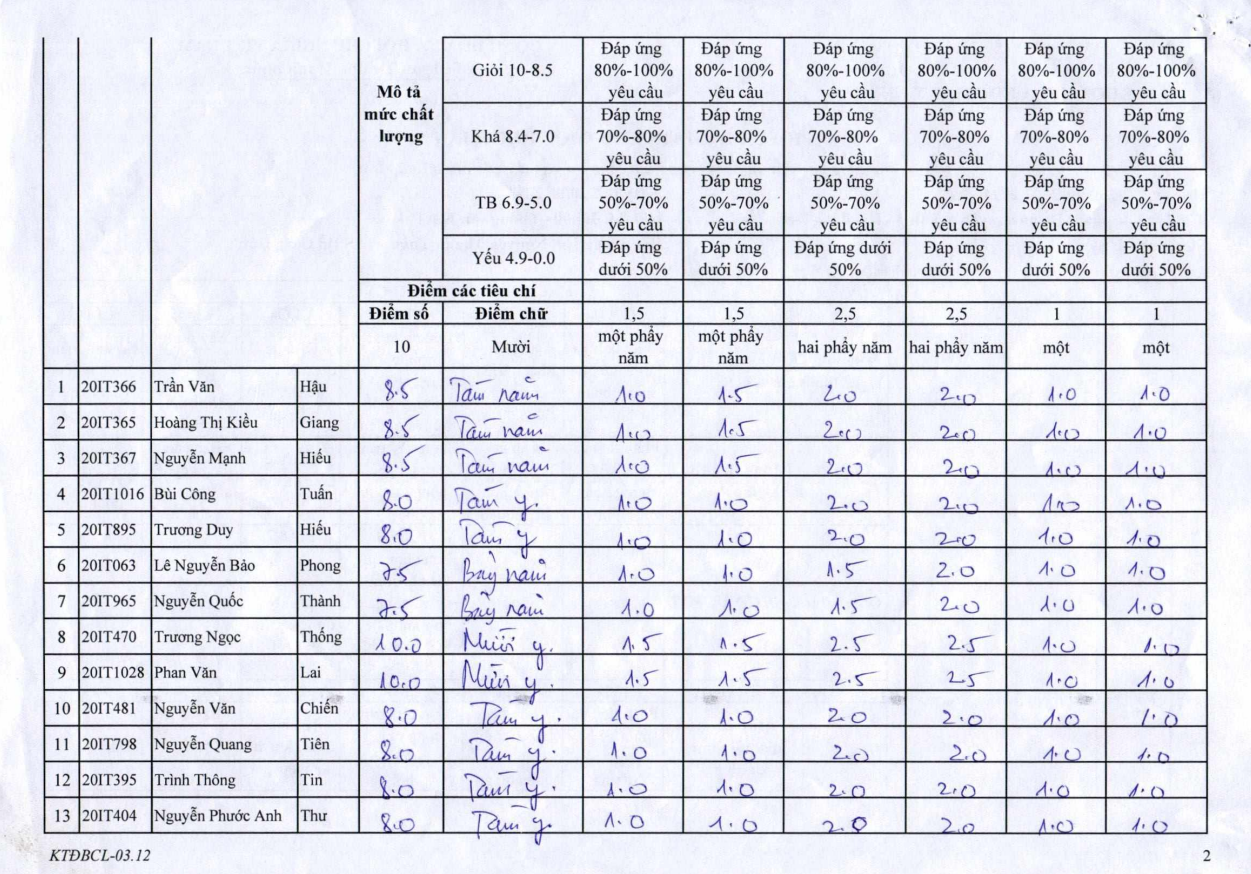 Mô tả mức chất lượng
Giỏi 10-8.5 Đáp ứng 80%-100% yêu cầu Đáp ứng 80%-100% yêu cầu Đáp ứng 80%-100% yêu cầu Đáp ứng 80%-100% yêu cầu Đáp ứng 80%-100% yêu cầu Đáp ứng 80%-100% yêu cầu
Khá 8.4-7.0 Đáp ứng 70%-80% yêu cầu Đáp ứng 70%-80% yêu cầu Đáp ứng 70%-80% yêu cầu Đáp ứng 70%-80% yêu cầu Đáp ứng 70%-80% yêu cầu Đáp ứng 70%-80% yêu cầu
TB 6.9-5.0 Đáp ứng 50%-70% yêu cầu Đáp ứng 50%-70% yêu cầu Đáp ứng 50%-70% yêu cầu Đáp ứng 50%-70% yêu cầu Đáp ứng 50%-70% yêu cầu Đáp ứng 50%-70% yêu cầu
Yếu 4.9-0.0 Đáp ứng dưới 50% Đáp ứng dưới 50% Đáp ứng dưới 50% Đáp ứng dưới 50% Đáp ứng dưới 50% Đáp ứng dưới 50%
Điểm các tiêu chí
Điểm số Điểm chữ 1,5 1,5 2,5 2,5 1 1
10 Mười một phẩy năm một phẩy năm hai phẩy năm hai phẩy năm một một
1 20IT366 Trần Văn Hậu 8.5 Tám năm 1.0 1.5 2.0 2.0 1.0 1.0
2 20IT365 Hoàng Thị Kiều Giang 8.5 Tám năm 1.0 1.5 2.0 2.0 1.0 1.0
3 20IT367 Nguyễn Mạnh Hiếu 8.5 Tám năm 1.0 1.5 2.0 2.0 1.0 1.0
4 20IT1016 Bùi Công Tuấn 8.0 Tám y. 1.0 1.0 2.0 2.0 1.0 1.0
5 20IT895 Trương Duy Hiếu 8.0 Tám y 1.0 1.0 2.0 2.0 1.0 1.0
6 20IT063 Lê Nguyễn Bảo Phong 7.5 Bảy năm 1.0 1.0 1.5 2.0 1.0 1.0
7 20IT965 Nguyễn Quốc Thành 7.5 Bảy năm 1.0 1.0 1.5 2.0 1.0 1.0
8 20IT470 Trương Ngọc Thống 10.0 Mười y. 1.5 1.5 2.5 2.5 1.0 1.0
9 20IT1028 Phan Văn Lai 10.0 Mười y 1.5 1.5 2.5 2.5 1.0 1.0
10 20IT481 Nguyễn Văn Chiến 8.0 Tám y. 1.0 1.0 2.0 2.0 1.0 1.0
11 20IT798 Nguyễn Quang Tiên 8.0 Tám y. 1.0 1.0 2.0 2.0 1.0 1.0
12 20IT395 Trình Thông Tin 8.0 Tám y. 1.0 1.0 2.0 2.0 1.0 1.0
13 20IT404 Nguyễn Phước Anh Thư 8.0 Tám y. 1.0 1.0 2.0 2.0 1.0 1.0
KTĐBCL-03.12 2